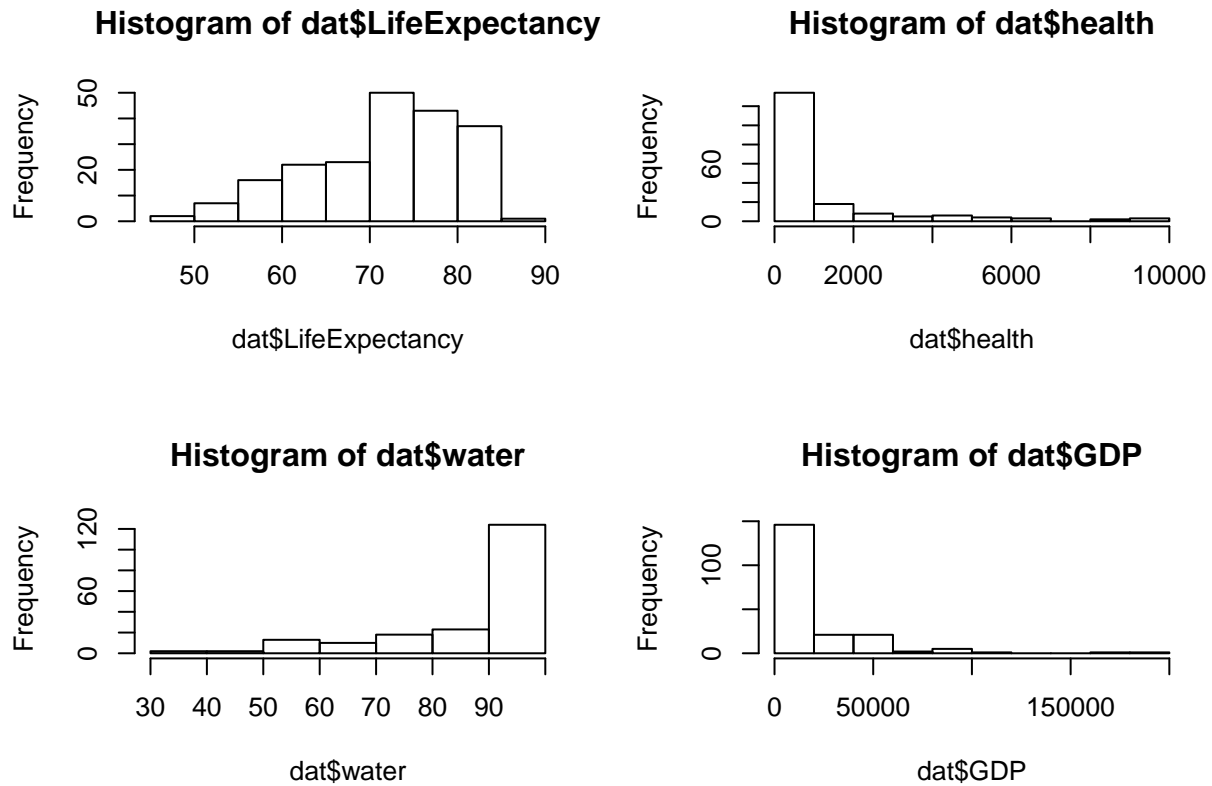 Histogram of dat$LifeExpectancy
Frequency
0 20 50
50 60 70 80 90
dat$LifeExpectancy
Histogram of dat$health
Frequency
0 60
0 2000 6000 10000
dat$health
Histogram of dat$water
Frequency
0 60 120
30 40 50 60 70 80 90
dat$water
Histogram of dat$GDP
Frequency
0 100
0 50000 150000
dat$GDP